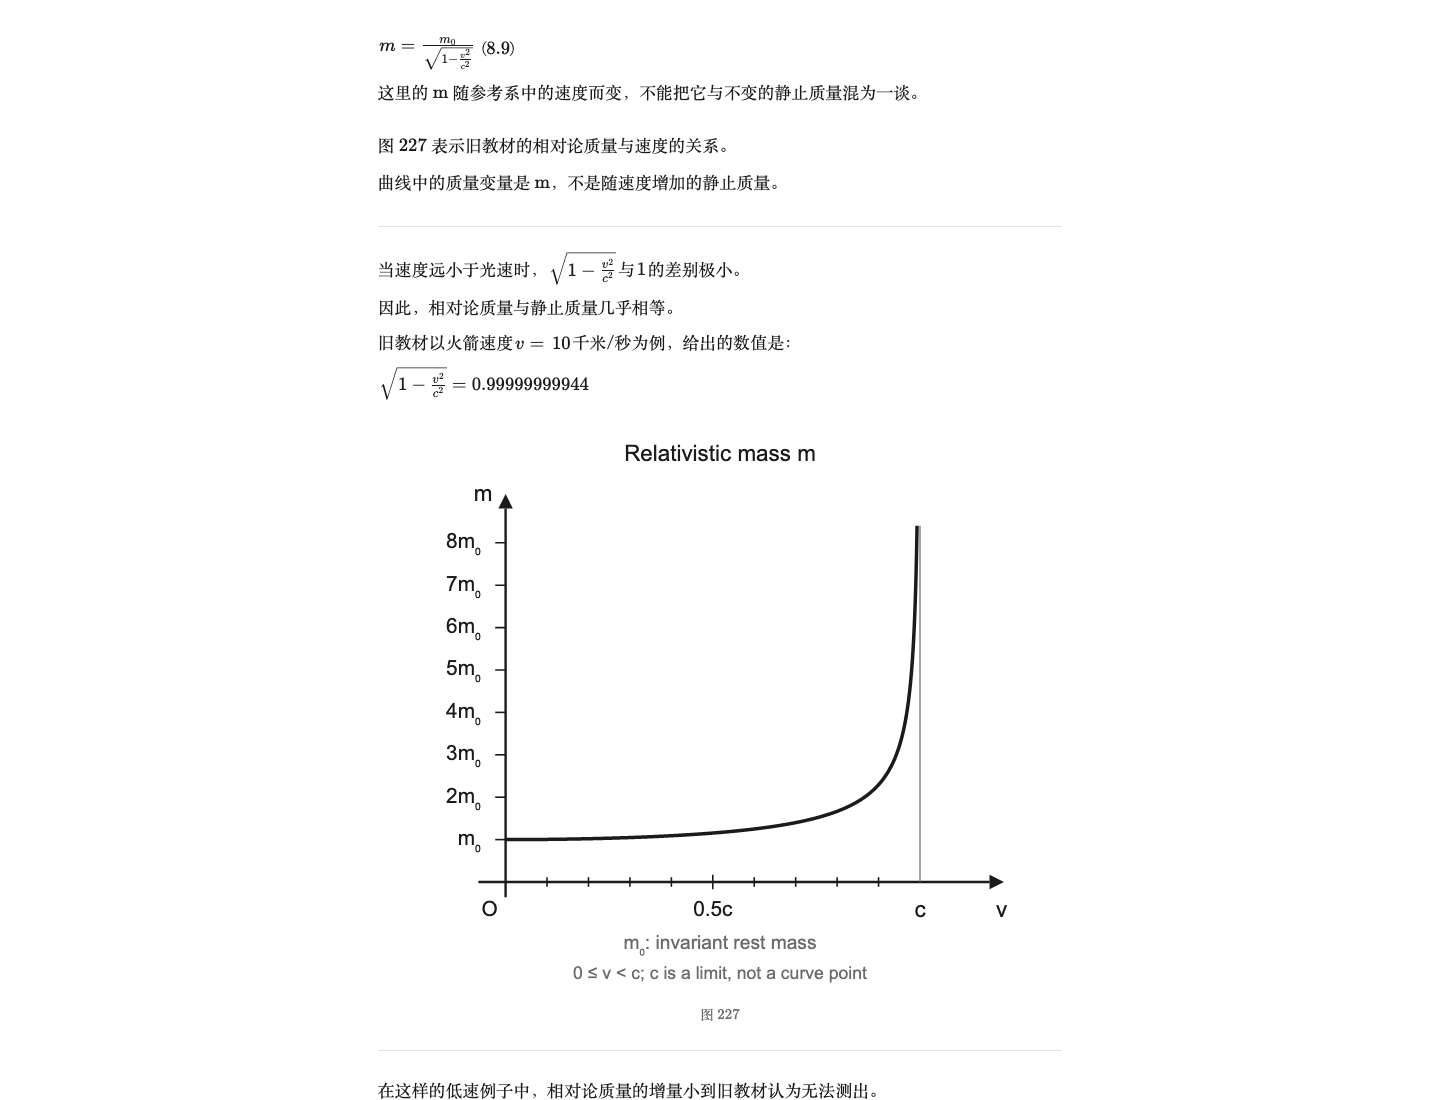 m = m₀/√(1−v²/c²) (8.9)
这里的 m 随参考系中的速度而变，不能把它与不变的静止质量混为一谈。
图 227 表示旧教材的相对论质量与速度的关系。
曲线中的质量变量是 m，不是随速度增加的静止质量。
当速度远小于光速时，√(1−v²/c²) 与1的差别极小。
因此，相对论质量与静止质量几乎相等。
旧教材以火箭速度v = 10千米/秒为例，给出的数值是：
√(1−v²/c²) = 0.99999999944
Relativistic mass m
m
8m₀
7m₀
6m₀
5m₀
4m₀
3m₀
2m₀
m₀
O 0.5c c v
m₀: invariant rest mass
0 ≤ v < c; c is a limit, not a curve point
图 227
在这样的低速例子中，相对论质量的增量小到旧教材认为无法测出。